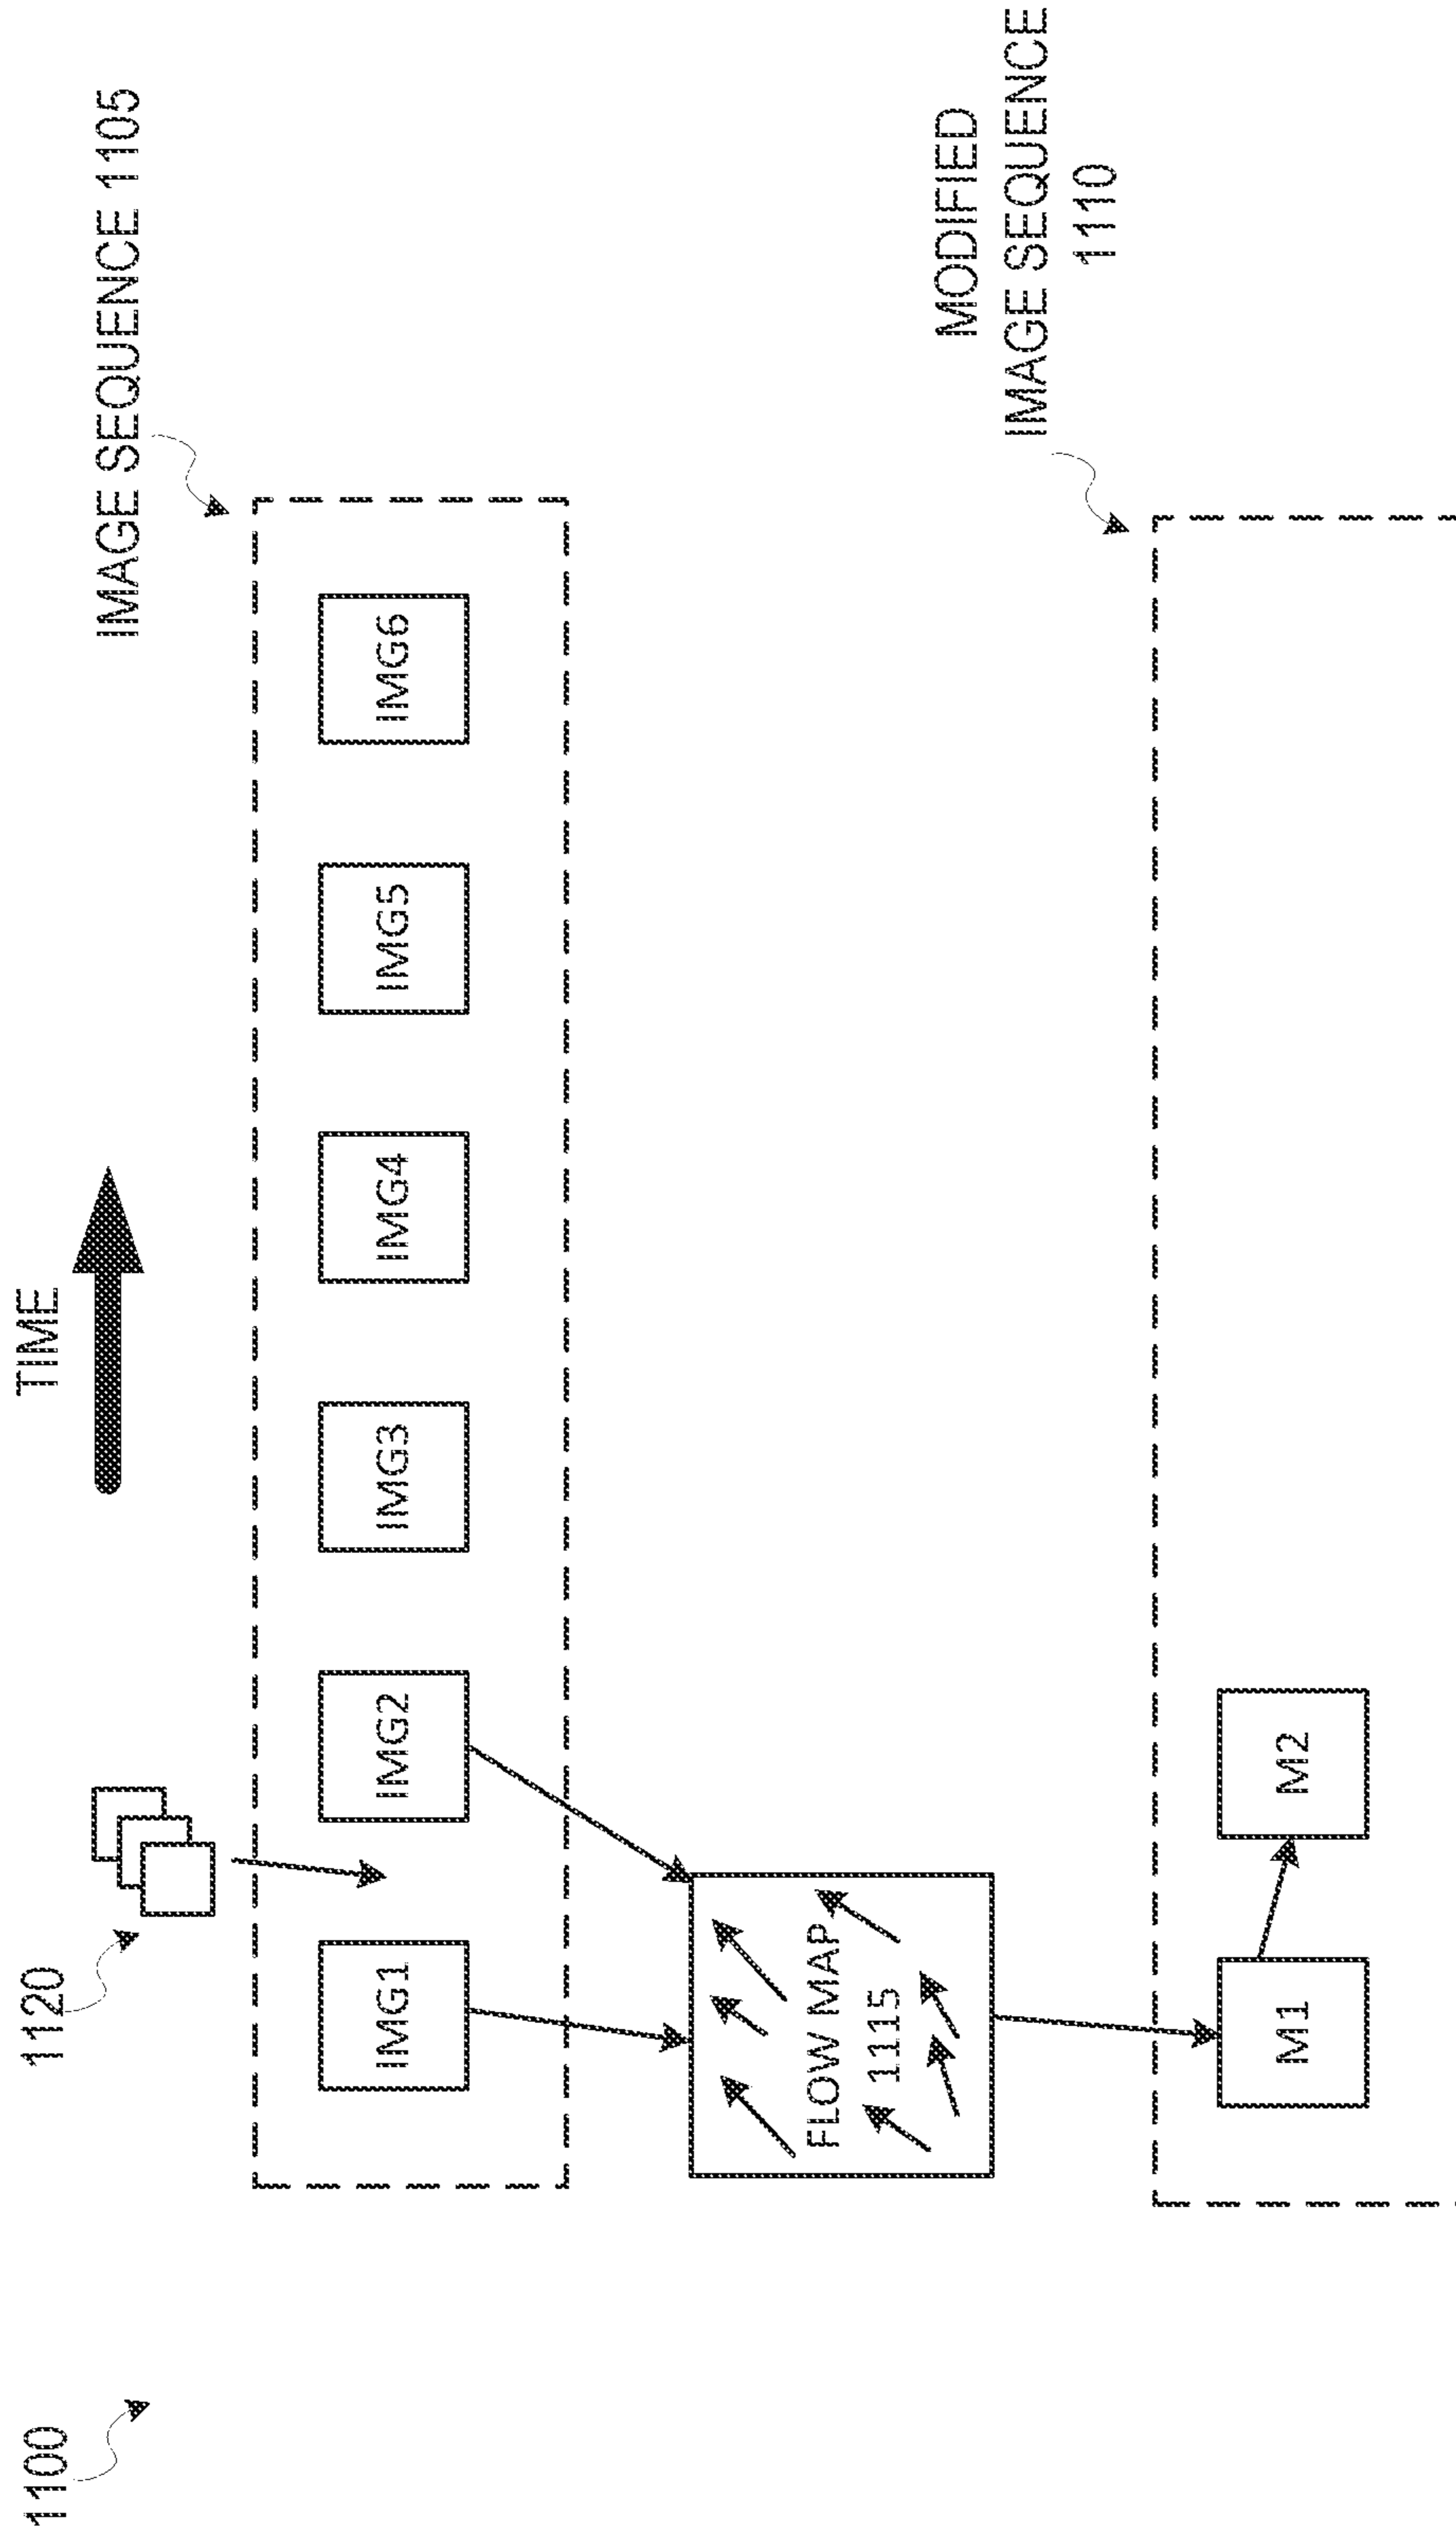 1100
1120
TIME
IMAGE SEQUENCE 1105
IMG1
IMG2
IMG3
IMG4
IMG5
IMG6
FLOW MAP
1115
MODIFIED
IMAGE SEQUENCE
1110
M1
M2